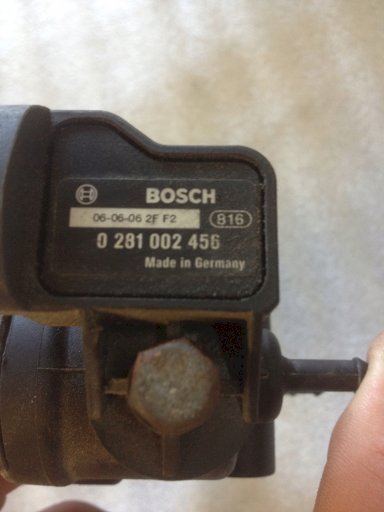 BOSCH
06-06-06 2F F2 816
0 281 002 456
Made in Germany